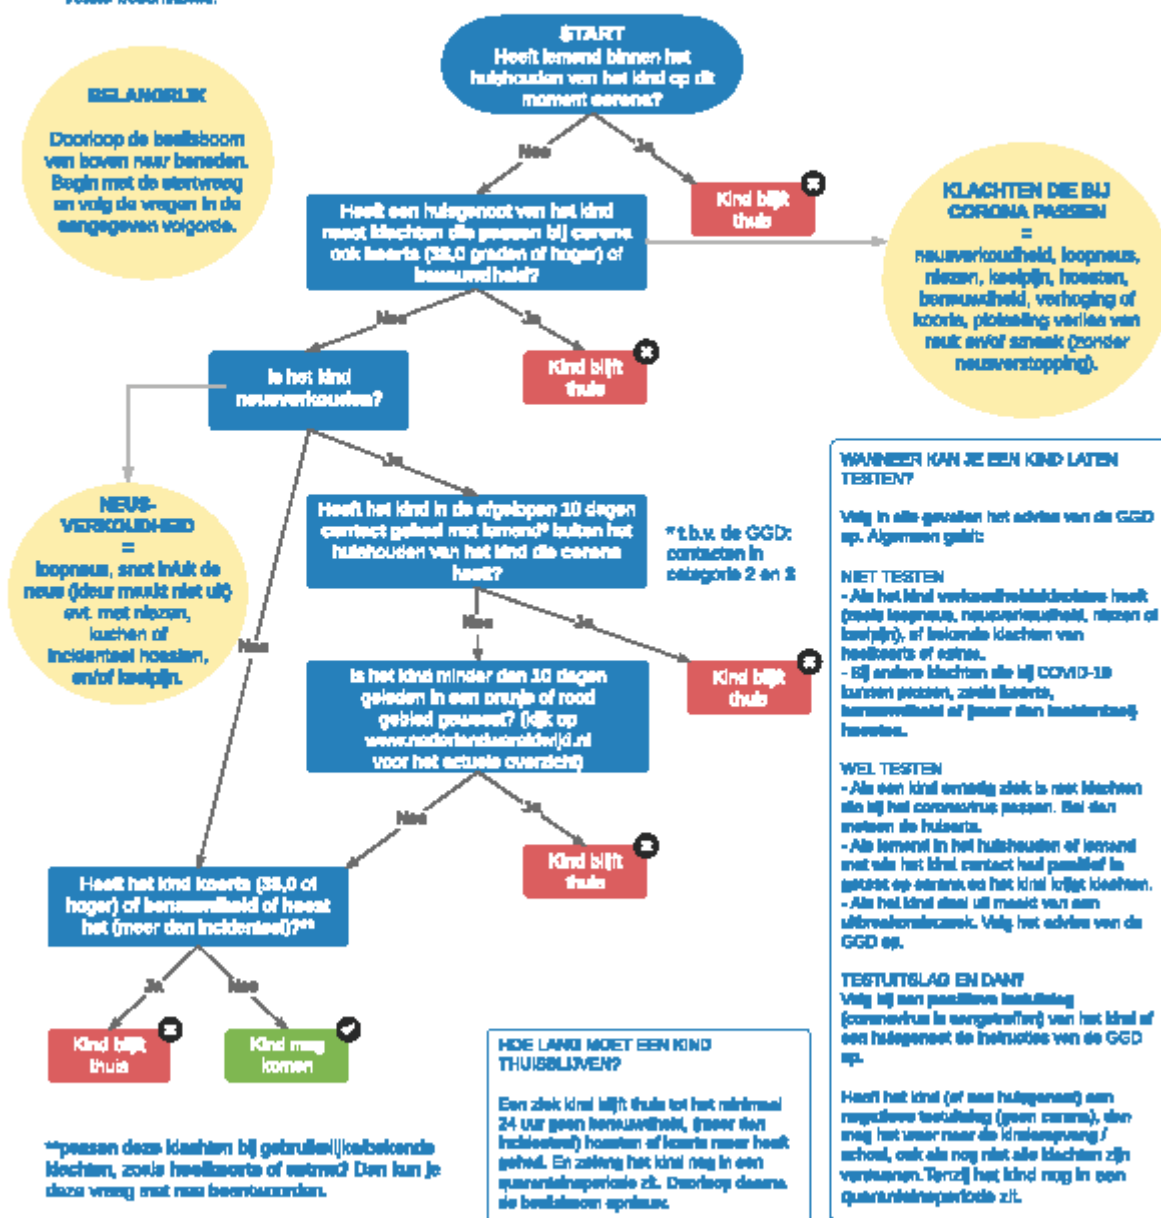 START
Heeft iemand binnen het
huishouden van het kind op dit
moment corona?
BELANGRIJK
Doorloop de beslisboom
van boven naar beneden.
Begin met de startvraag
en volg de vragen in de
aangegeven volgorde.
Nee
Ja
Kind blijft
thuis
Heeft een huisgenoot van het kind
naast klachten die passen bij corona
ook koorts (38,0 graden of hoger) of
benauwdheid?
KLACHTEN DIE BIJ
CORONA PASSEN
=
neusverkoudheid, loopneus,
niezen, keelpijn, hoesten,
benauwdheid, verhoging of
koorts, plotseling verlies van
reuk en/of smaak (zonder
neusverstopping).
Nee
Ja
Kind blijft
thuis
Is het kind
neusverkouden?
Ja
NEUS-
VERKOUDHEID
=
loopneus, snot in/uit de
neus (kleur maakt niet uit)
evt. met niezen,
kuchen of
incidenteel hoesten,
en/of keelpijn.
Heeft het kind in de afgelopen 10 dagen
contact gehad met iemand* buiten het
huishouden van het kind die corona
heeft?
*t.b.v. de GGD:
contacten in
categorie 2 en 3
Nee
Nee
Ja
Kind blijft
thuis
Is het kind minder dan 10 dagen
geleden in een oranje of rood
gebied geweest? (kijk op
www.nederlandwereldwijd.nl
voor het actuele overzicht)
Nee
Ja
Kind blijft
thuis
Heeft het kind koorts (38,0 of
hoger) of benauwdheid of hoest
het (meer dan incidenteel)?**
Ja
Nee
Kind blijft
thuis
Kind mag
komen
**passen deze klachten bij gebruikelijke/bekende
klachten, zoals hooikoorts of astma? Dan kun je
deze vraag met nee beantwoorden.
HOE LANG MOET EEN KIND
THUISBLIJVEN?
Een ziek kind blijft thuis tot het minimaal
24 uur geen benauwdheid, (meer dan
incidenteel) hoesten of koorts meer heeft
gehad. En zolang het kind nog in een
quarantaineperiode zit. Doorloop daarna
de beslisboom opnieuw.
WANNEER KAN JE EEN KIND LATEN
TESTEN?
Volg in alle gevallen het advies van de GGD
op. Algemeen geldt:
NIET TESTEN
- Als het kind verkoudheidsklachten heeft
(zoals loopneus, neusverkoudheid, niezen of
keelpijn), of bekende klachten van
hooikoorts of astma.
- Bij andere klachten die bij COVID-19
kunnen passen, zoals koorts,
benauwdheid of (meer dan incidenteel)
hoesten.
WEL TESTEN
- Als een kind ernstig ziek is met klachten
die bij het coronavirus passen. Bel dan
meteen de huisarts.
- Als iemand in het huishouden of iemand
met wie het kind contact had positief is
getest op corona en het kind krijgt klachten.
- Als het kind deel uit maakt van een
uitbraakonderzoek. Volg het advies van de
GGD op.
TESTUITSLAG EN DAN?
Volg bij een positieve testuitslag
(coronavirus is aangetroffen) van het kind of
een huisgenoot de instructies van de GGD
op.
Heeft het kind (of een huisgenoot) een
negatieve testuitslag (geen corona), dan
mag het weer naar de kinderopvang /
school, ook als nog niet alle klachten zijn
verdwenen. Tenzij het kind nog in een
quarantaineperiode zit.